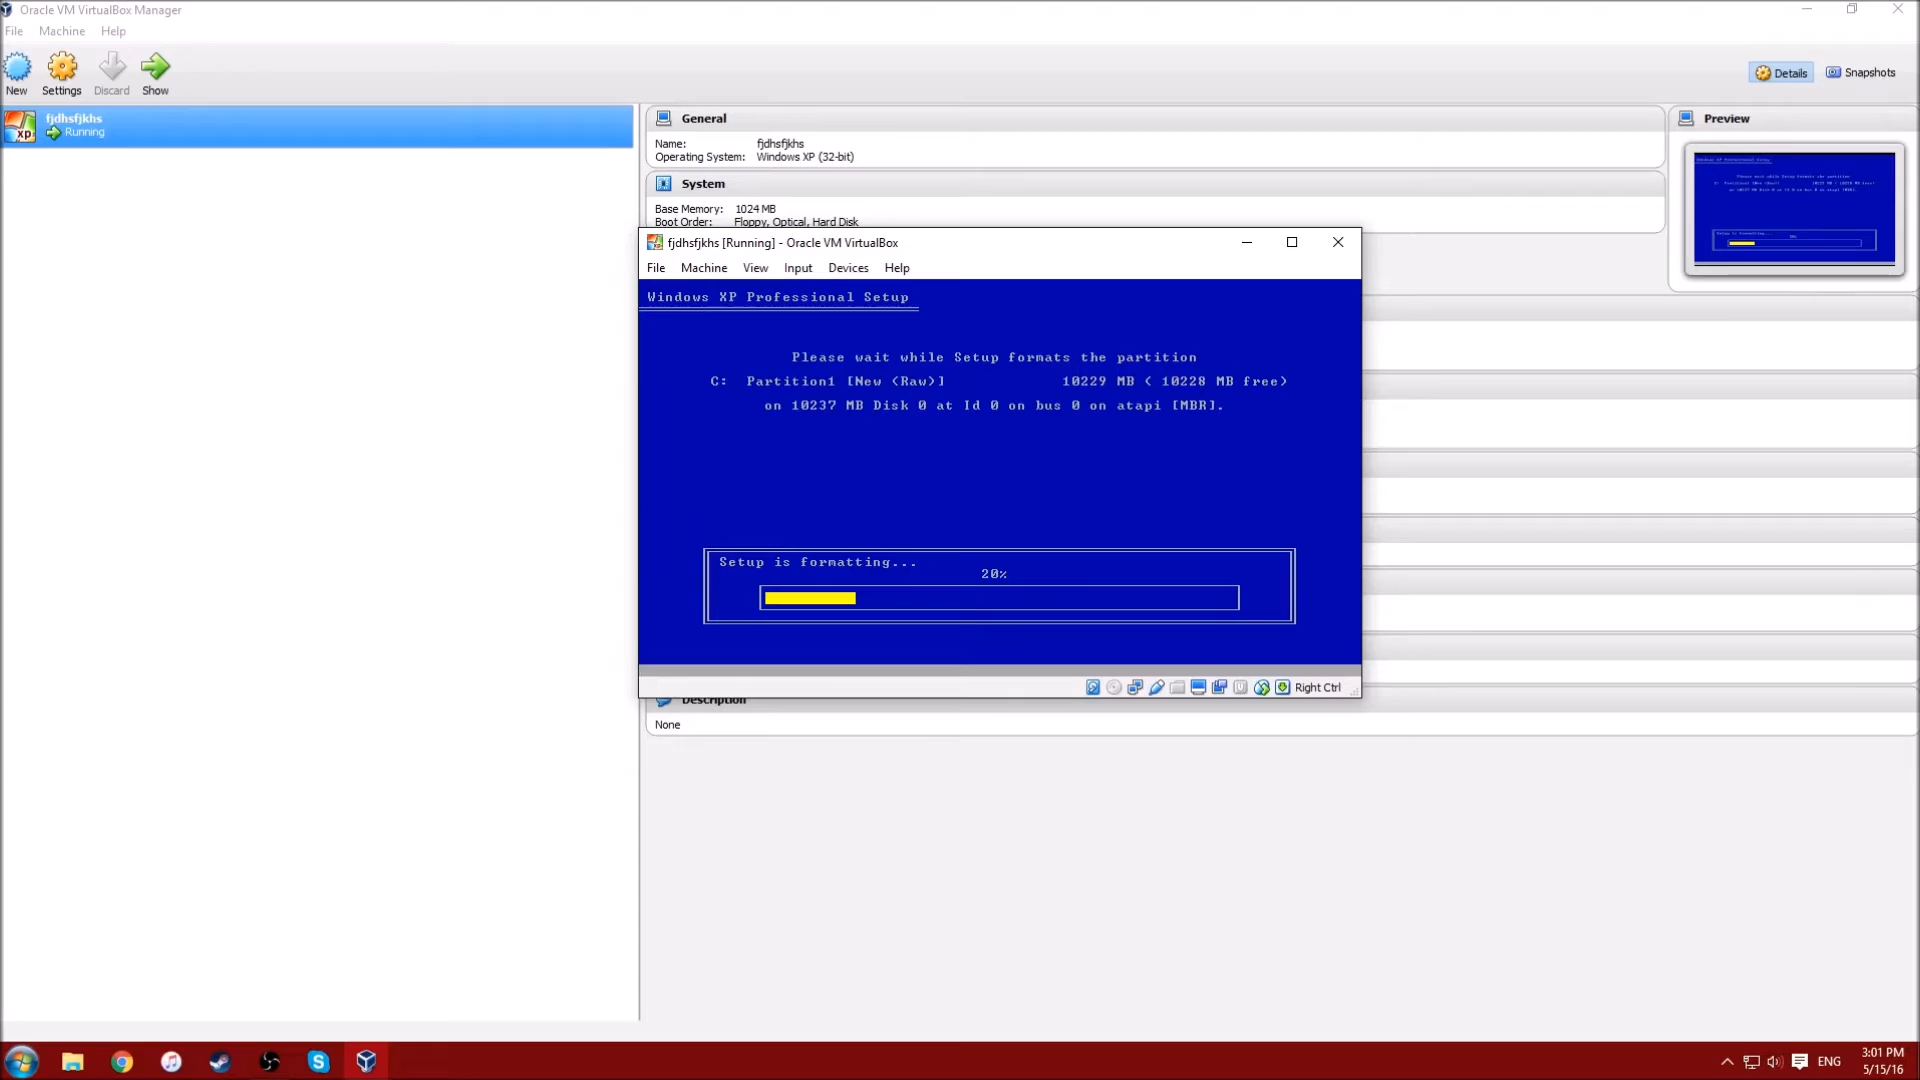 Oracle VM VirtualBox Manager
File Machine Help
New Settings Discard Show
Details Snapshots
fjdhsfjkhs
Running
General
Name: fjdhsfjkhs
Operating System: Windows XP (32-bit)
System
Base Memory: 1024 MB
Boot Order: Floppy, Optical, Hard Disk
Preview
fjdhsfjkhs [Running] - Oracle VM VirtualBox
File Machine View Input Devices Help
Windows XP Professional Setup
Please wait while Setup formats the partition
C: Partition1 [New (Raw)] 10229 MB ( 10228 MB free)
on 10237 MB Disk 0 at Id 0 on bus 0 on atapi [MBR].
Setup is formatting...
20%
Right Ctrl
Description
None
ENG
3:01 PM
5/15/16